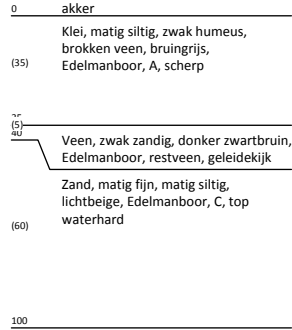 0 akker
Klei, matig siltig, zwak humeus,
brokken veen, bruingrijs,
(35) Edelmanboor, A, scherp
35
(5)
40 Veen, zwak zandig, donker zwartbruin,
Edelmanboor, restveen, geleidekijk
Zand, matig fijn, matig siltig,
lichtbeige, Edelmanboor, C, top
(60) waterhard
100